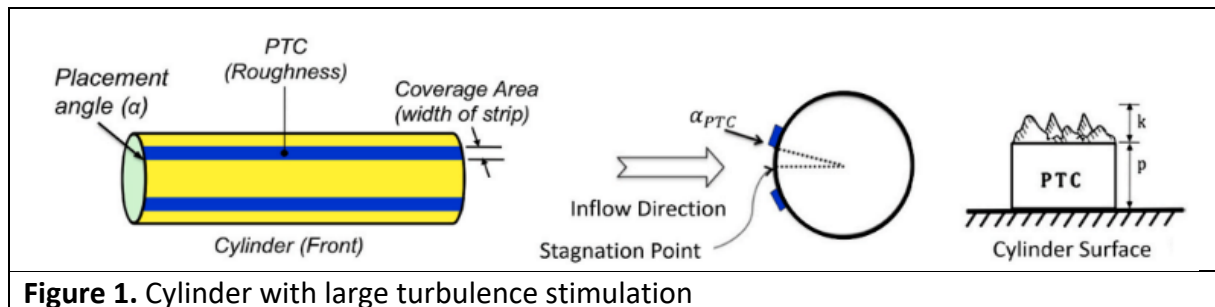 PTC
(Roughness)
Placement
angle (α)
Coverage Area
(width of strip)
Cylinder (Front)
α_PTC
Inflow Direction
Stagnation Point
k
p
PTC
Cylinder Surface
Figure 1. Cylinder with large turbulence stimulation